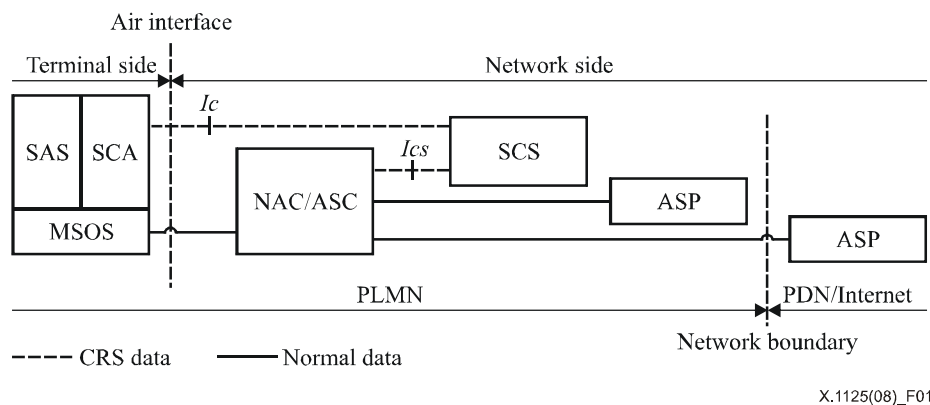 Air interface
Terminal side
Network side
Ic
SAS
SCA
Ics
SCS
NAC/ASC
ASP
MSOS
ASP
PLMN
PDN/Internet
Network boundary
CRS data
Normal data
X.1125(08)_F01